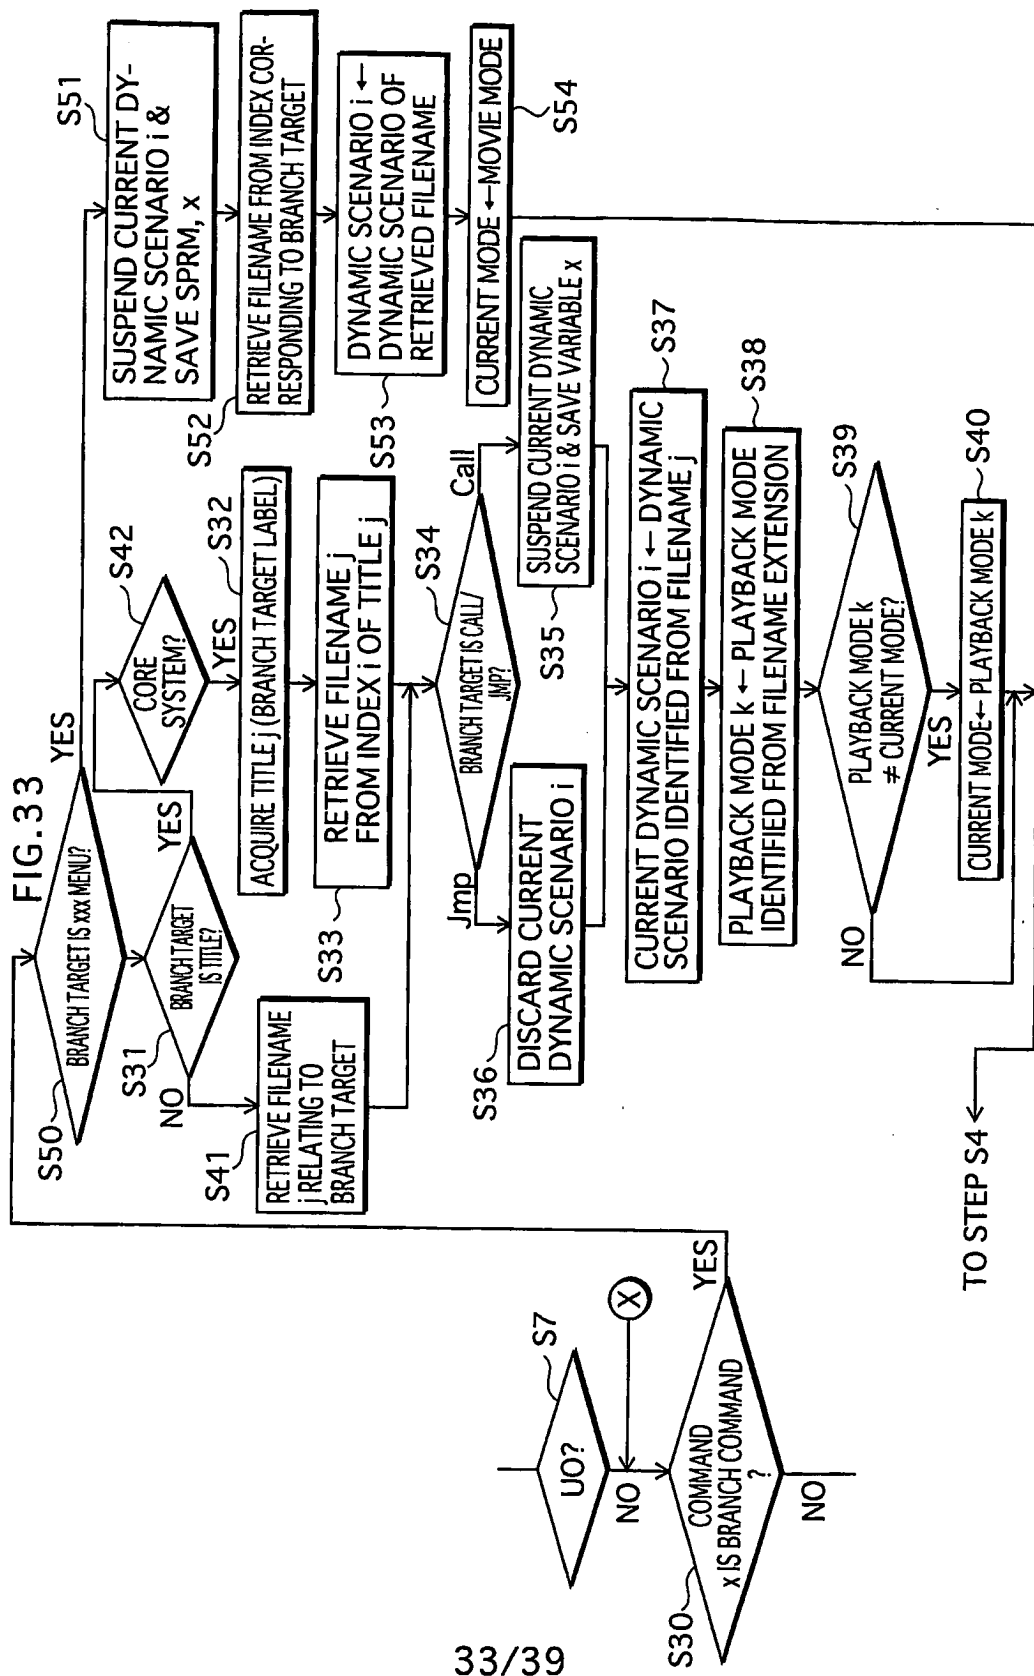 FIG.33
UO?
S7
NO
X
COMMAND
x IS BRANCH COMMAND
?
S30
YES
NO
BRANCH TARGET IS xxx MENU?
S50
YES
BRANCH TARGET
IS TITLE?
S31
NO
YES
RETRIEVE FILENAME
j RELATING TO
BRANCH TARGET
S41
CORE
SYSTEM?
S42
YES
ACQUIRE TITLE j (BRANCH TARGET LABEL)
S32
RETRIEVE FILENAME j
FROM INDEX i OF TITLE j
S33
BRANCH TARGET IS CALL/
JMP?
S34
Jmp
Call
DISCARD CURRENT
DYNAMIC SCENARIO i
S36
SUSPEND CURRENT DYNAMIC
SCENARIO i & SAVE VARIABLE x
S35
CURRENT DYNAMIC SCENARIO i ← DYNAMIC
SCENARIO IDENTIFIED FROM FILENAME j
S37
PLAYBACK MODE k ← PLAYBACK MODE
IDENTIFIED FROM FILENAME EXTENSION
S38
PLAYBACK MODE k
≠ CURRENT MODE?
S39
NO
YES
CURRENT MODE← PLAYBACK MODE k
S40
SUSPEND CURRENT DY-
NAMIC SCENARIO i &
SAVE SPRM, x
S51
RETRIEVE FILENAME FROM INDEX COR-
RESPONDING TO BRANCH TARGET
S52
DYNAMIC SCENARIO i ←
DYNAMIC SCENARIO OF
RETRIEVED FILENAME
S53
CURRENT MODE ←MOVIE MODE
S54
TO STEP S4
33/39